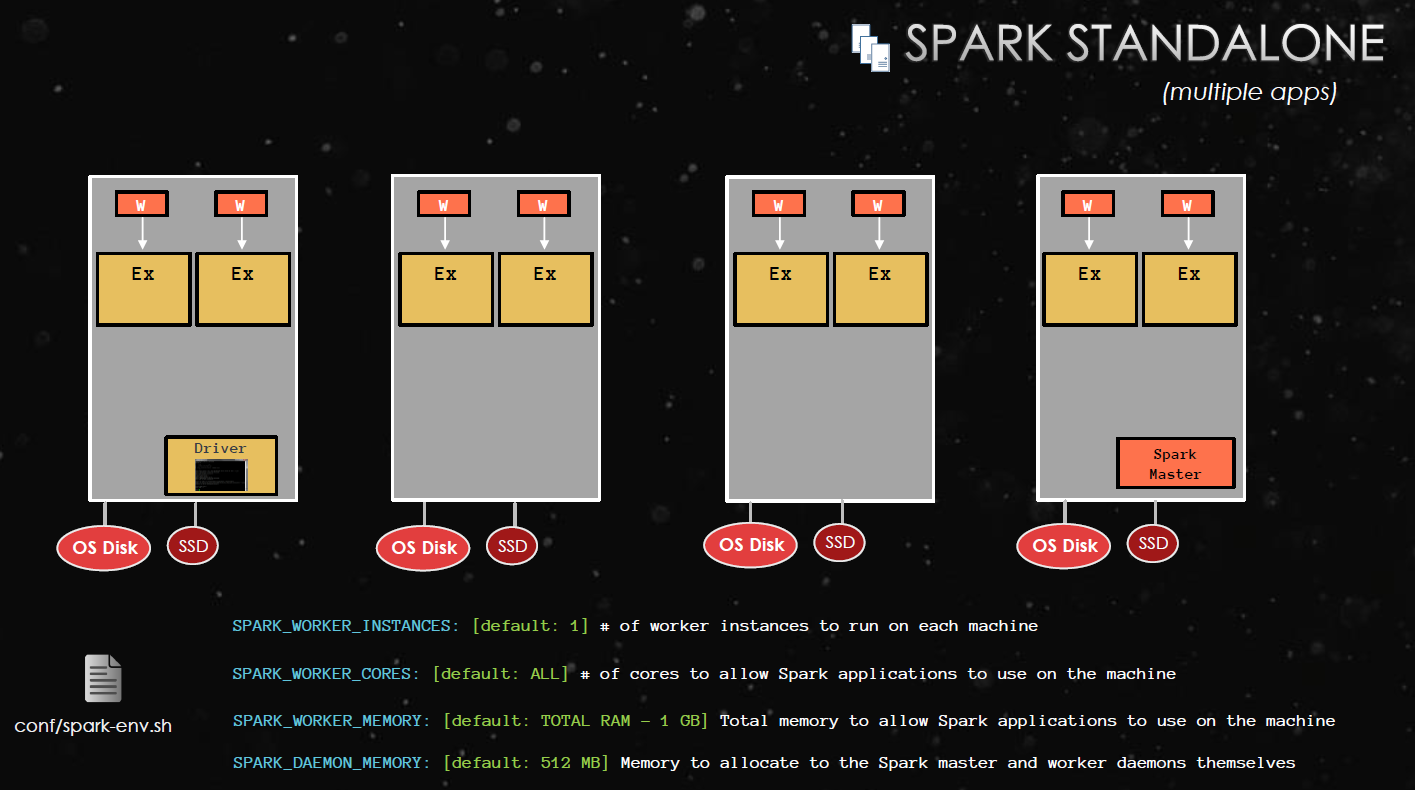 SPARK STANDALONE
(multiple apps)
W W W W W W W W
Ex Ex Ex Ex Ex Ex Ex Ex
Driver
Spark
Master
OS Disk SSD OS Disk SSD OS Disk SSD OS Disk SSD
SPARK_WORKER_INSTANCES: [default: 1] # of worker instances to run on each machine
SPARK_WORKER_CORES: [default: ALL] # of cores to allow Spark applications to use on the machine
conf/spark-env.sh
SPARK_WORKER_MEMORY: [default: TOTAL RAM – 1 GB] Total memory to allow Spark applications to use on the machine
SPARK_DAEMON_MEMORY: [default: 512 MB] Memory to allocate to the Spark master and worker daemons themselves